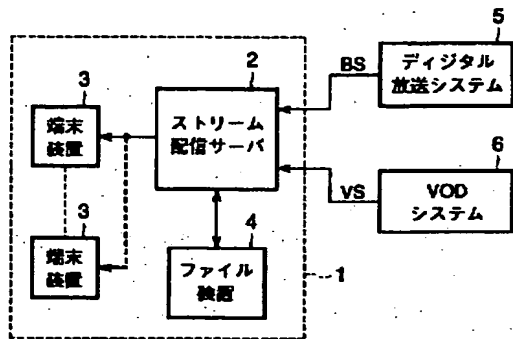 5
BS
ディジタル
放送システム
2
3
端末
装置
ストリーム
配信サーバ
6
VS
VOD
システム
3
端末
装置
4
ファイル
装置
1